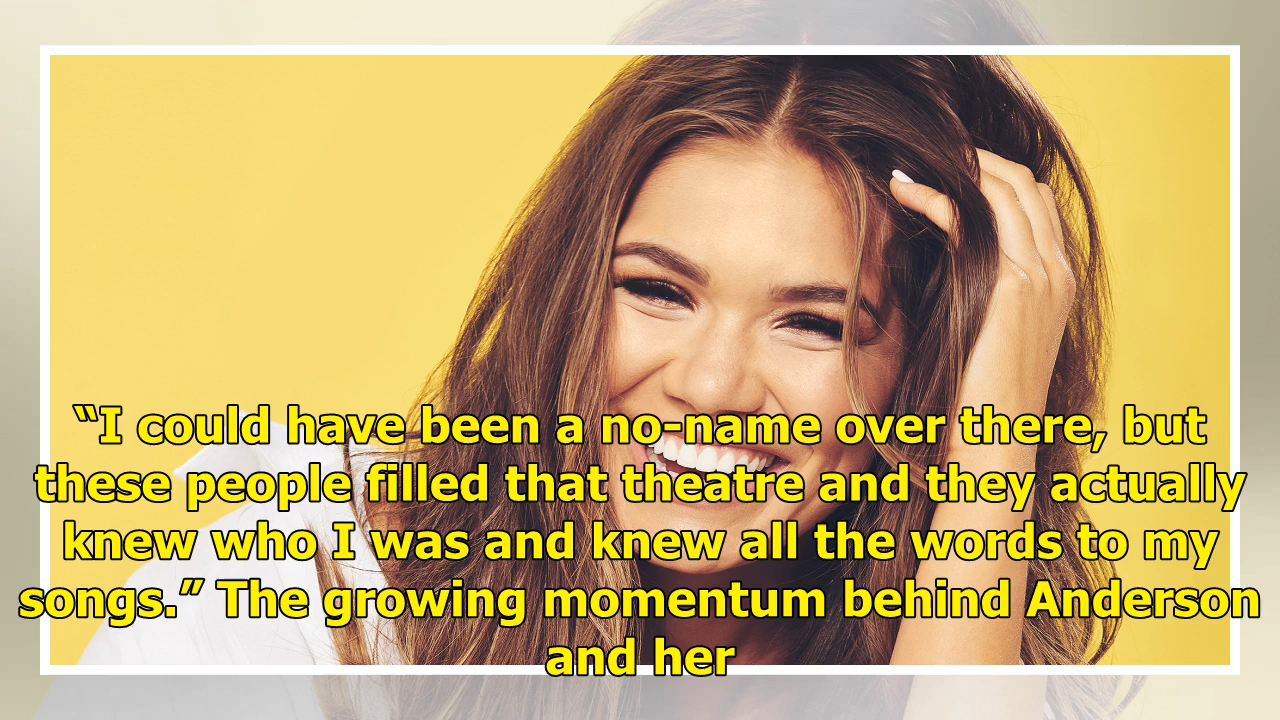 “I could have been a no-name over there, but
these people filled that theatre and they actually
knew who I was and knew all the words to my
songs.” The growing momentum behind Anderson
and her